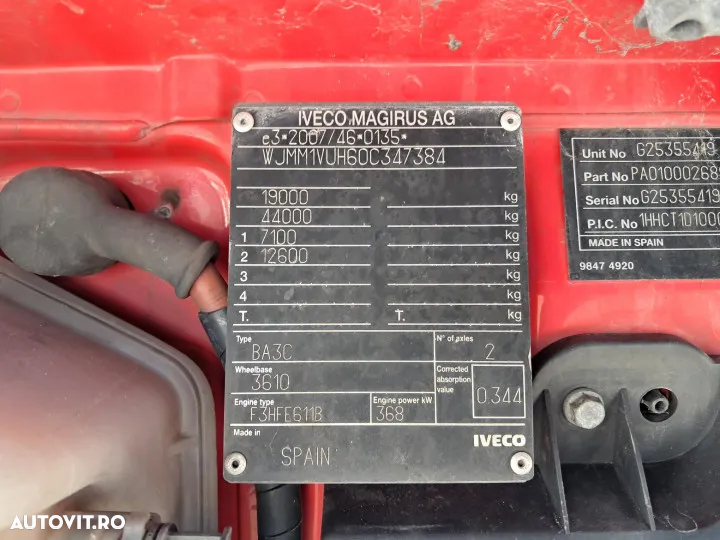 IVECO MAGIRUS AG
e3*2007/46*0135*
WJMM1VUH60C347384
19000 kg
44000 kg
1 7100 kg
2 12600 kg
3 kg
4 kg
T. T. kg
Type BA3C N° of axles 2
Wheelbase 3610 Corrected absorption value 0.344
Engine type F3HFE611B Engine power kW 368
Made in SPAIN IVECO
Unit No G25355419
Part No PA01000268
Serial No G25355419
P.I.C. No 1HHCT1D1000
MADE IN SPAIN
9847 4920
AUTOVIT.RO